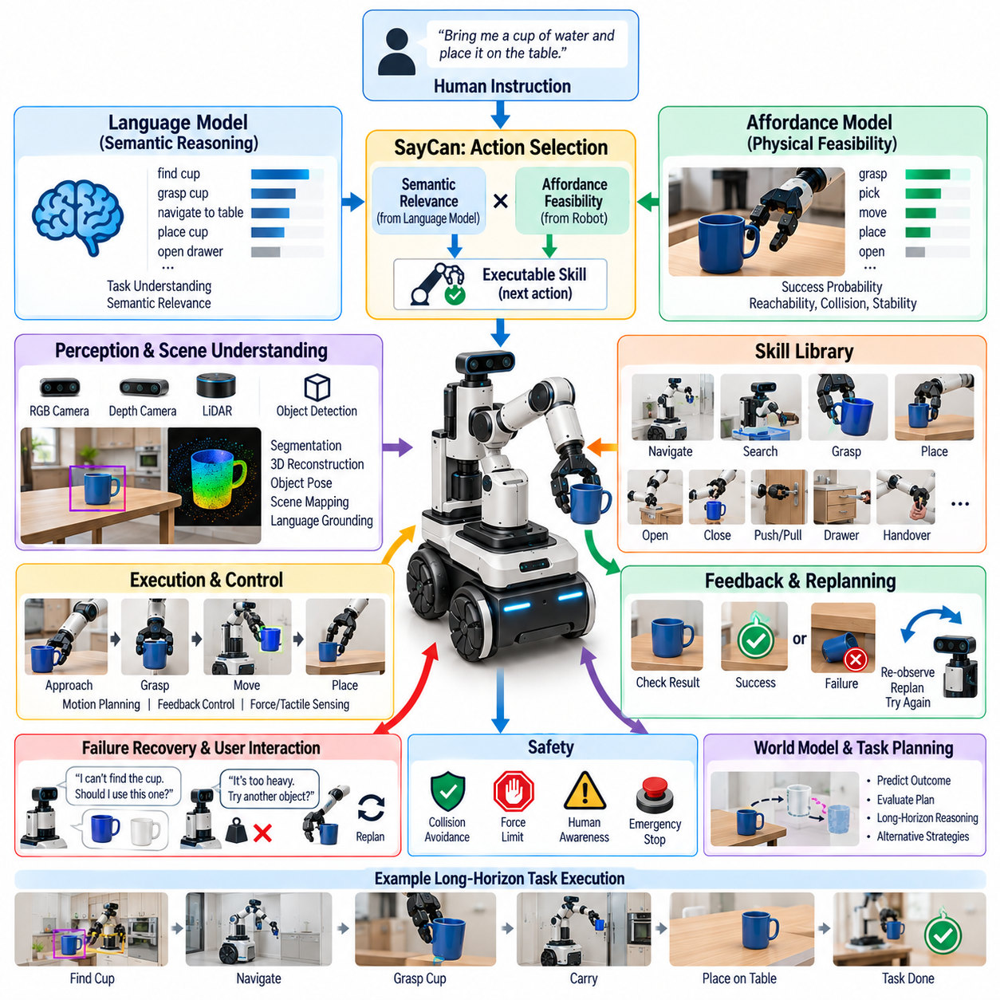 “Bring me a cup of water and
place it on the table.”
Human Instruction
Language Model
(Semantic Reasoning)
find cup
grasp cup
navigate to table
place cup
open drawer
...
Task Understanding
Semantic Relevance
SayCan: Action Selection
Semantic
Relevance
(from Language Model)
×
Affordance
Feasibility
(from Robot)
Executable Skill
(next action)
Affordance Model
(Physical Feasibility)
grasp
pick
move
place
open
...
Success Probability
Reachability, Collision, Stability
Perception & Scene Understanding
RGB Camera
Depth Camera
LiDAR
Object Detection
Segmentation
3D Reconstruction
Object Pose
Scene Mapping
Language Grounding
Skill Library
Navigate
Search
Grasp
Place
Open
Close
Push/Pull
Drawer
Handover
...
Execution & Control
Approach
Grasp
Move
Place
Motion Planning | Feedback Control | Force/Tactile Sensing
Feedback & Replanning
Check Result
Success
or
Failure
Re-observe
Replan
Try Again
Failure Recovery & User Interaction
“I can’t find the cup.
Should I use this one?”
“It’s too heavy.
Try another object?”
Replan
Safety
Collision
Avoidance
Force
Limit
Human
Awareness
Emergency
Stop
World Model & Task Planning
• Predict Outcome
• Evaluate Plan
• Long-Horizon Reasoning
• Alternative Strategies
Example Long-Horizon Task Execution
Find Cup
Navigate
Grasp Cup
Carry
Place on Table
Task Done